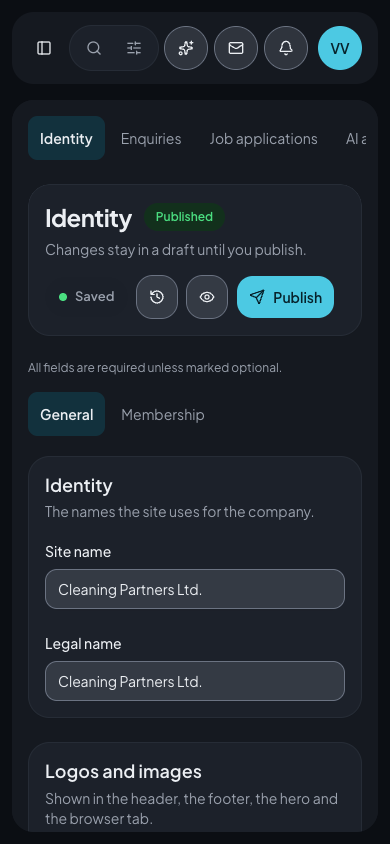 VV
Identity
Enquiries
Job applications
AI a
Identity
Published
Changes stay in a draft until you publish.
Saved
Publish
All fields are required unless marked optional.
General
Membership
Identity
The names the site uses for the company.
Site name
Cleaning Partners Ltd.
Legal name
Cleaning Partners Ltd.
Logos and images
Shown in the header, the footer, the hero and
the browser tab.